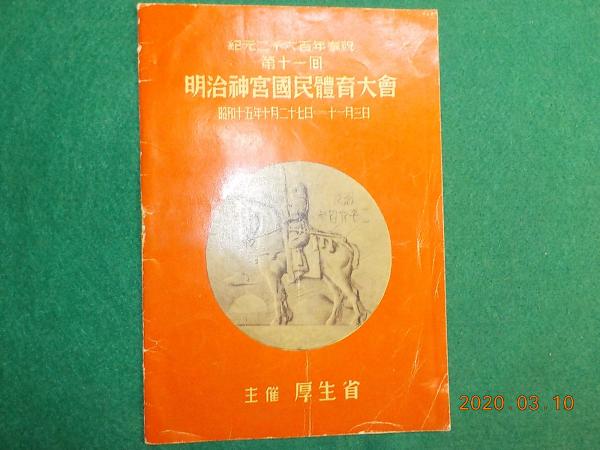 紀元二千六百年奉祝
第十一回
明治神宮國民體育大會
昭和十五年十月二十七日―十一月三日
主催 厚生省
2020.03.10